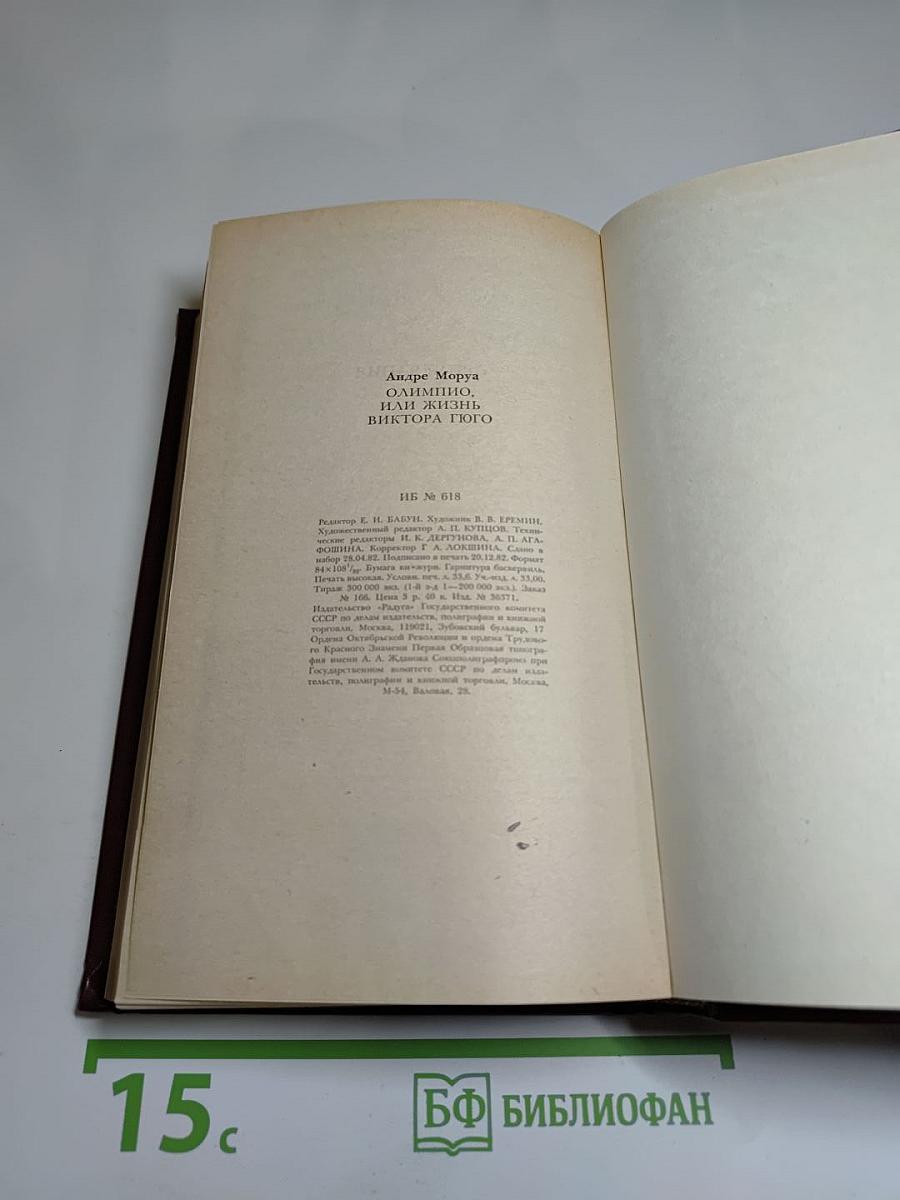 Андре Моруа
ОЛИМПИО,
ИЛИ ЖИЗНЬ
ВИКТОРА ГЮГО
ИБ № 618
Редактор Е. И. БАБУН. Художник В. В. ЕРЕМИН.
Художественный редактор А. П. КУПЦОВ. Техни-
ческие редакторы И. К. ДЕРГУНОВА, А. П. АГА-
ФОШИНА. Корректор Г. А. ЛОКШИНА. Сдано в
набор 28.04.82. Подписано в печать 20.12.82. Формат
84×108¹/₃₂. Бумага кн-журн. Гарнитура баскервиль.
Печать высокая. Условн. печ. л. 33,6. Уч.-изд. л. 33,00.
Тираж 300 000 экз. (1-й з-д 1—200 000 экз.). Заказ
№ 166. Цена 3 р. 40 к. Изд. № 36371.
Издательство «Радуга» Государственного комитета
СССР по делам издательств, полиграфии и книжной
торговли, Москва, 119021, Зубовский бульвар, 17
Ордена Октябрьской Революции и ордена Трудово-
го Красного Знамени Первая Образцовая типогра-
фия имени А. А. Жданова Союзполиграфпрома при
Государственном комитете СССР по делам изда-
тельств, полиграфии и книжной торговли, Москва,
М-54, Валовая, 28.
15 с
БФ БИБЛИОФАН